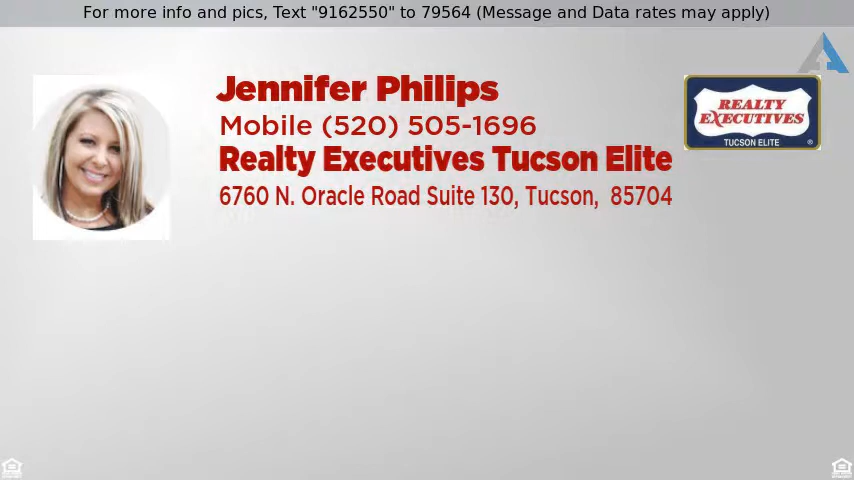 For more info and pics, Text "9162550" to 79564 (Message and Data rates may apply)
Jennifer Philips
Mobile (520) 505-1696
Realty Executives Tucson Elite
6760 N. Oracle Road Suite 130, Tucson, 85704
REALTY
EXECUTIVES
TUCSON ELITE ®